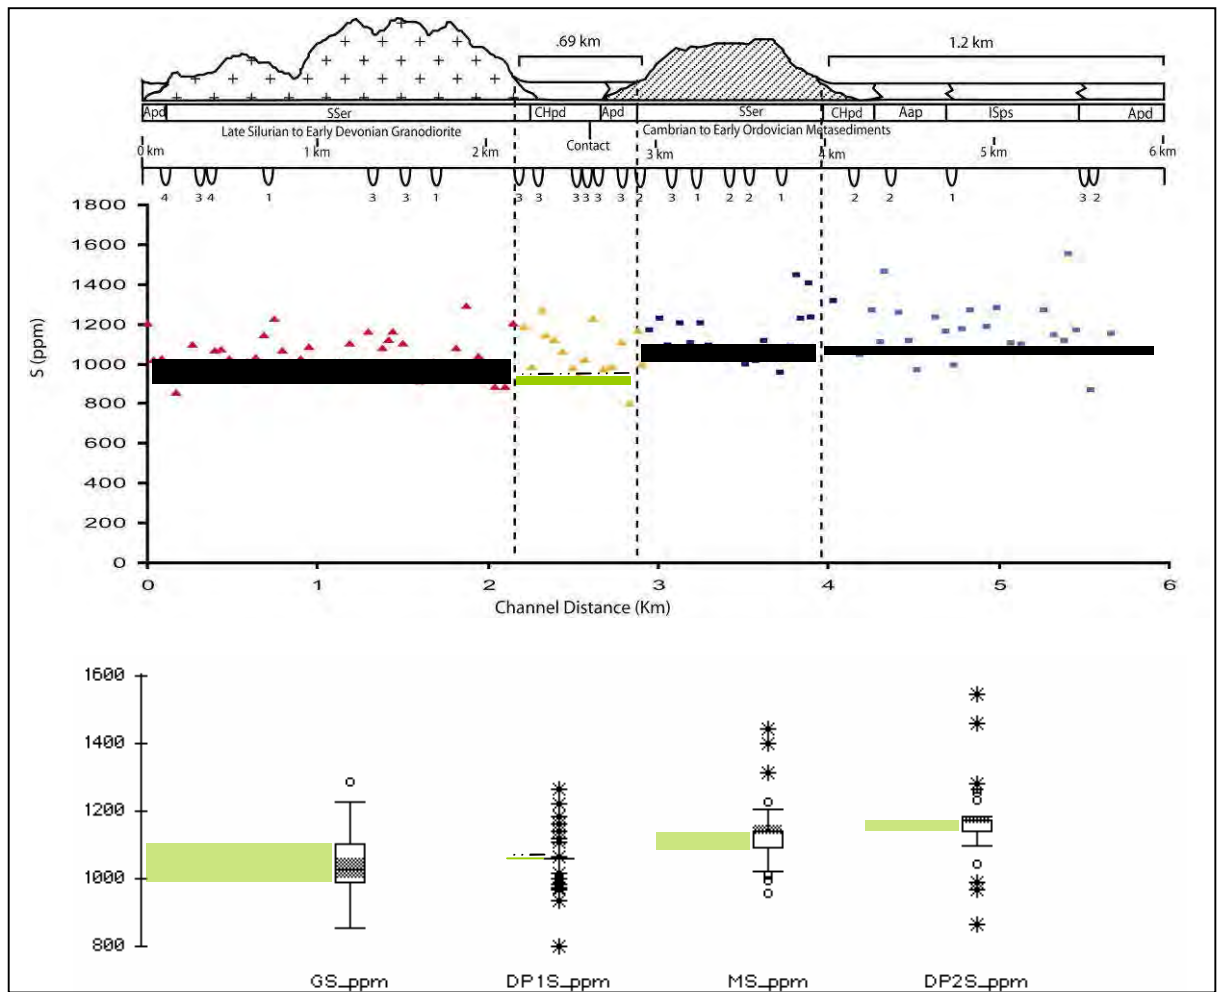 .69 km 1.2 km
Apd SSer CHpd Apd SSer CHpd Aap ISps Apd
Late Silurian to Early Devonian Granodiorite Cambrian to Early Ordovician Metasediments
Contact
0 km 1 km 2 km 3 km 4 km 5 km 6 km
4 3 4 1 3 3 1 3 3 3 3 3 3 2 3 1 2 2 1 2 2 1 3 2
1800
1600
1400
1200
1000
800
600
400
200
0
S (ppm)
0 1 2 3 4 5 6
Channel Distance (Km)
1600
1400
1200
1000
800
GS_ppm DP1S_ppm MS_ppm DP2S_ppm